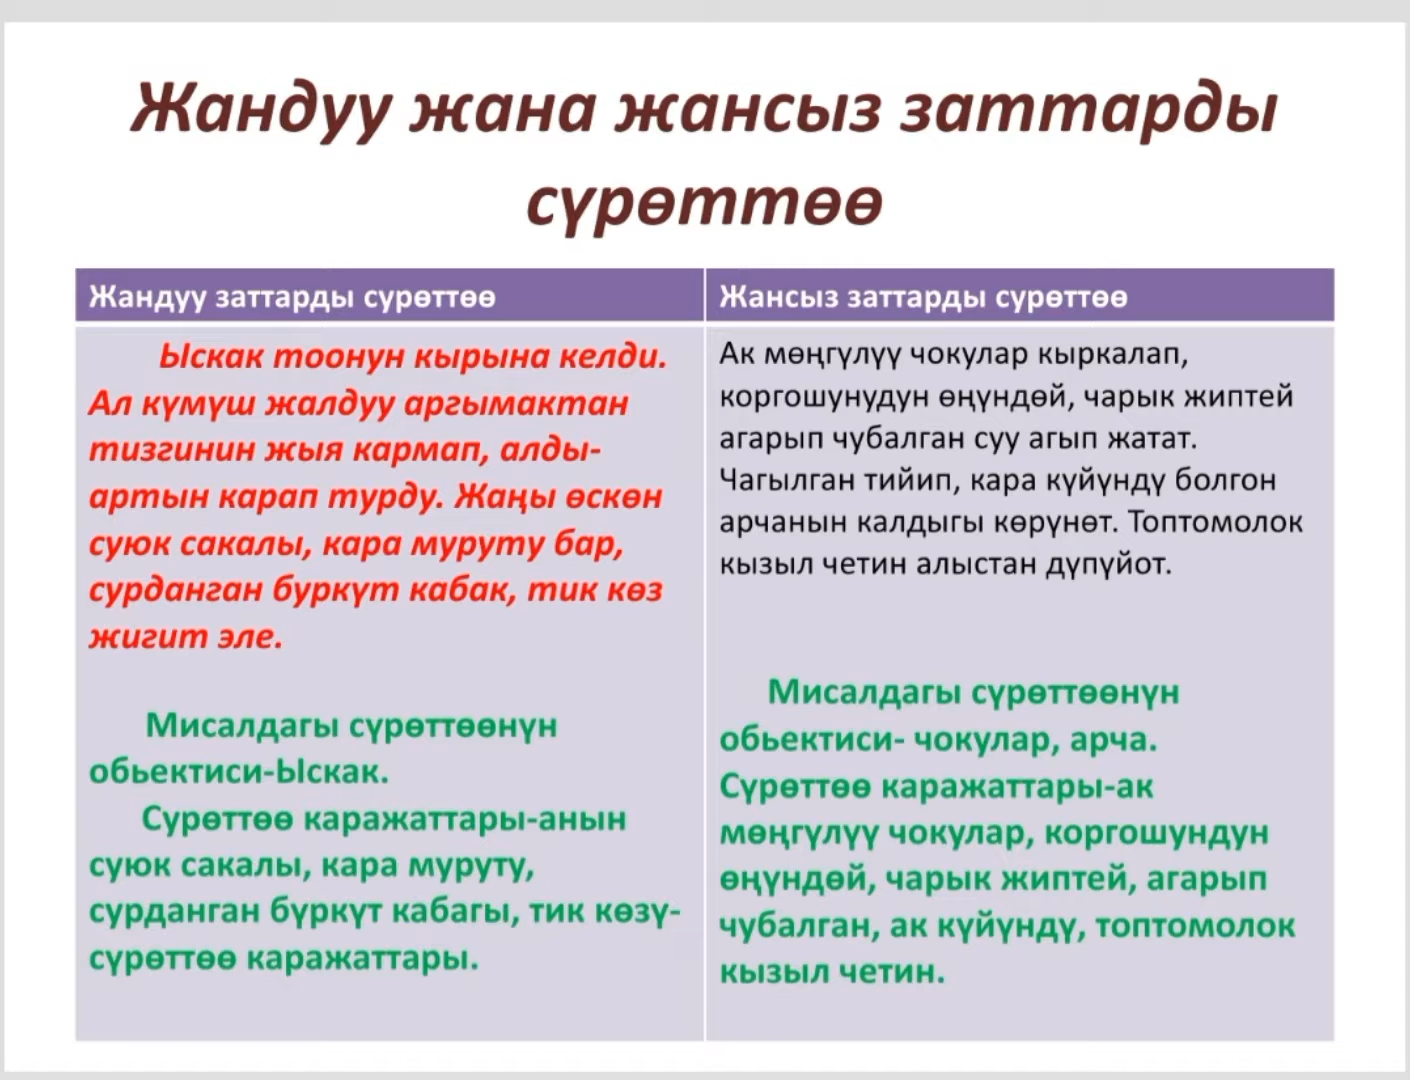 Жандуу жана жансыз заттарды
сүрөттөө
Жандуу заттарды сурөттөө
Ыскак тоонун кырына келди.
Ал күмүш жалдуу аргымактан
тизгинин жыя кармап, алды-
артын карап турду. Жаңы өскөн
суюк сакалы, кара муруту бар,
сурданган буркүт кабак, тик көз
жигит эле.
Мисалдагы сүрөттөөнүн
обьектиси-Ыскак.
Сурөттөө каражаттары-анын
суюк сакалы, кара муруту,
сурданган бүркүт кабагы, тик көзү-
сүрөттөө каражаттары.
Жансыз заттарды сурөттөө
Ак мөңгүлүү чокулар кыркалап,
коргошунудун өңүндөй, чарык жиптей
агарып чубалган суу агып жатат.
Чагылган тийип, кара күйүндү болгон
арчанын калдыгы көрүнөт. Топтомолок
кызыл четин алыстан дүпүйот.
Мисалдагы сүрөттөөнүн
обьектиси- чокулар, арча.
Сүрөттөө каражаттары-ак
мөңгүлүү чокулар, коргошундун
өңүндөй, чарык жиптей, агарып
чубалган, ак күйүндү, топтомолок
кызыл четин.